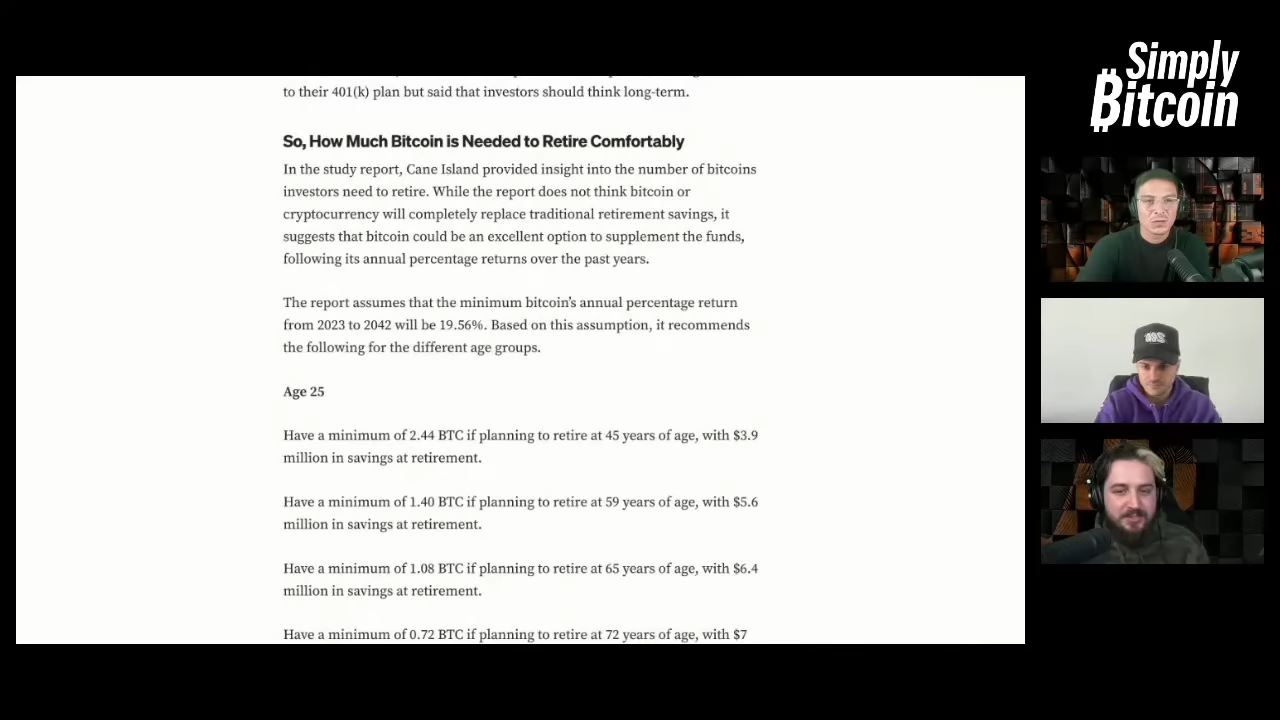 to their 401(k) plan but said that investors should think long-term.
So, How Much Bitcoin is Needed to Retire Comfortably
In the study report, Cane Island provided insight into the number of bitcoins
investors need to retire. While the report does not think bitcoin or
cryptocurrency will completely replace traditional retirement savings, it
suggests that bitcoin could be an excellent option to supplement the funds,
following its annual percentage returns over the past years.
The report assumes that the minimum bitcoin’s annual percentage return
from 2023 to 2042 will be 19.56%. Based on this assumption, it recommends
the following for the different age groups.
Age 25
Have a minimum of 2.44 BTC if planning to retire at 45 years of age, with $3.9
million in savings at retirement.
Have a minimum of 1.40 BTC if planning to retire at 59 years of age, with $5.6
million in savings at retirement.
Have a minimum of 1.08 BTC if planning to retire at 65 years of age, with $6.4
million in savings at retirement.
Have a minimum of 0.72 BTC if planning to retire at 72 years of age, with $7
Simply
₿itcoin